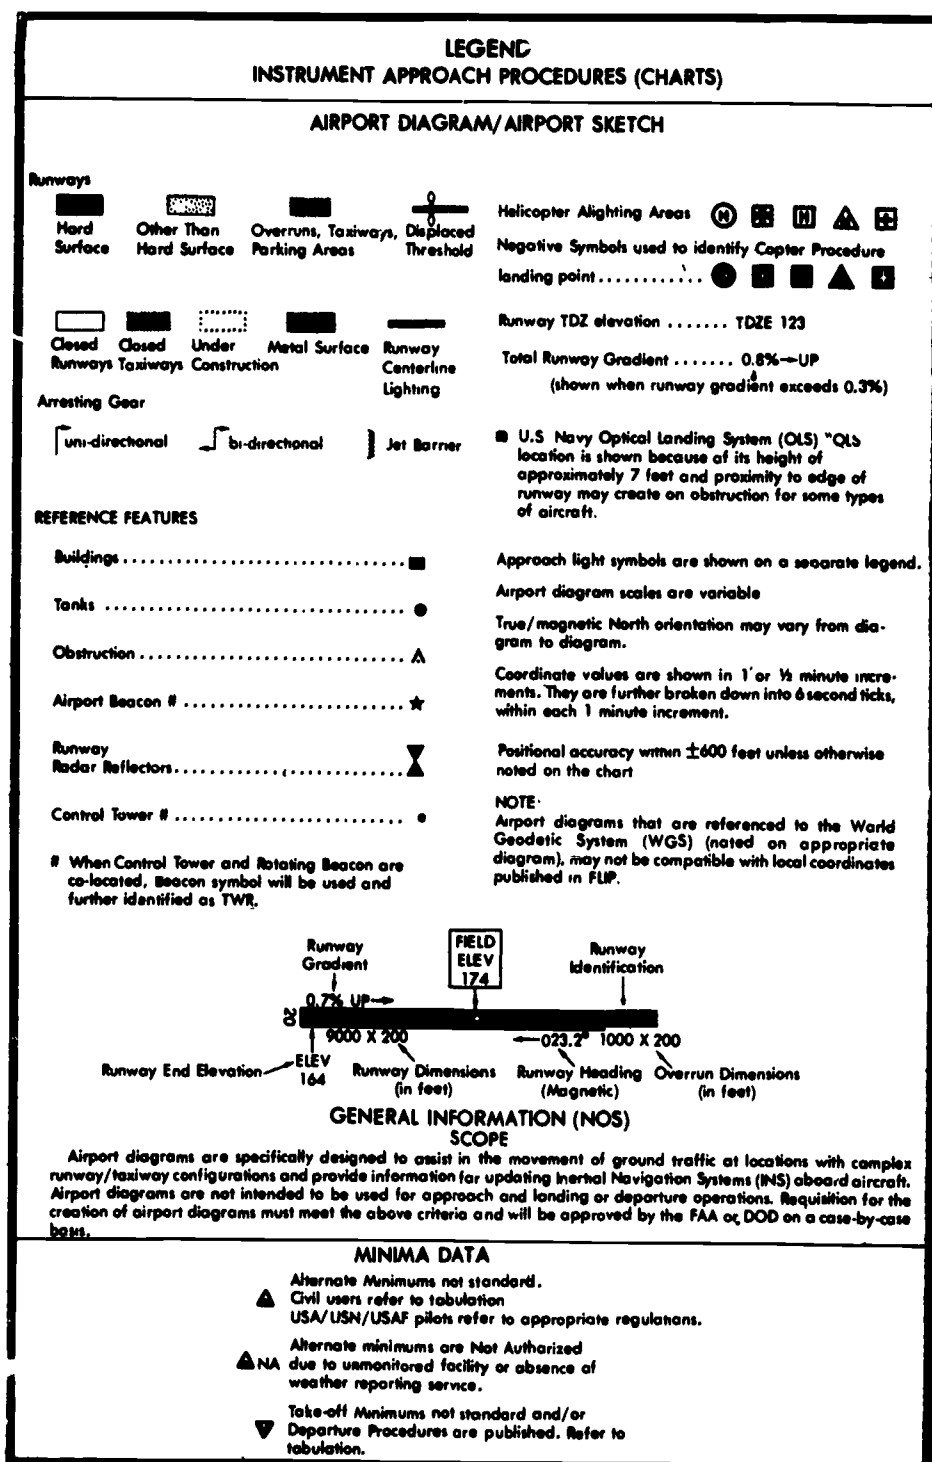 LEGEND
INSTRUMENT APPROACH PROCEDURES (CHARTS)
AIRPORT DIAGRAM/AIRPORT SKETCH
Runways
Hard Surface
Other Than Hard Surface
Overruns, Taxiways, Parking Areas
Displaced Threshold
Closed Runways
Closed Taxiways
Under Construction
Metal Surface
Runway Centerline Lighting
Arresting Gear
uni-directional
bi-directional
Jet Barrier
REFERENCE FEATURES
Buildings
Tanks
Obstruction
Airport Beacon #
Runway
Radar Reflectors
Control Tower #
# When Control Tower and Rotating Beacon are
co-located, Beacon symbol will be used and
further identified as TWR.
Helicopter Alighting Areas H H
Negative Symbols used to identify Copter Procedure
landing point
Runway TDZ elevation ....... TDZE 123
Total Runway Gradient ....... 0.8%→UP
(shown when runway gradient exceeds 0.3%)
U.S Navy Optical Landing System (OLS) "OLS
location is shown because of its height of
approximately 7 feet and proximity to edge of
runway may create on obstruction for some types
of aircraft.
Approach light symbols are shown on a separate legend.
Airport diagram scales are variable
True/magnetic North orientation may vary from dia-
gram to diagram.
Coordinate values are shown in 1 or ½ minute incre-
ments. They are further broken down into 6 second ticks,
within each 1 minute increment.
Positional accuracy within ±600 feet unless otherwise
noted on the chart
NOTE:
Airport diagrams that are referenced to the World
Geodetic System (WGS) (noted on appropriate
diagram), may not be compatible with local coordinates
published in FLIP.
Runway Gradient
FIELD ELEV 174
Runway Identification
0.7% UP→
20
9000 X 200
←023.2°
1000 X 200
Runway End Elevation
ELEV 164
Runway Dimensions (in feet)
Runway Heading (Magnetic)
Overrun Dimensions (in feet)
GENERAL INFORMATION (NOS)
SCOPE
Airport diagrams are specifically designed to assist in the movement of ground traffic at locations with complex
runway/taxiway configurations and provide information for updating Inertial Navigation Systems (INS) aboard aircraft.
Airport diagrams are not intended to be used for approach and landing or departure operations. Requisition for the
creation of airport diagrams must meet the above criteria and will be approved by the FAA or DOD on a case-by-case
basis.
MINIMA DATA
Alternate Minimums not standard.
Civil users refer to tabulation
USA/USN/USAF pilots refer to appropriate regulations.
Alternate minimums are Not Authorized
NA due to unmonitored facility or absence of
weather reporting service.
Take-off Minimums not standard and/or
Departure Procedures are published. Refer to
tabulation.